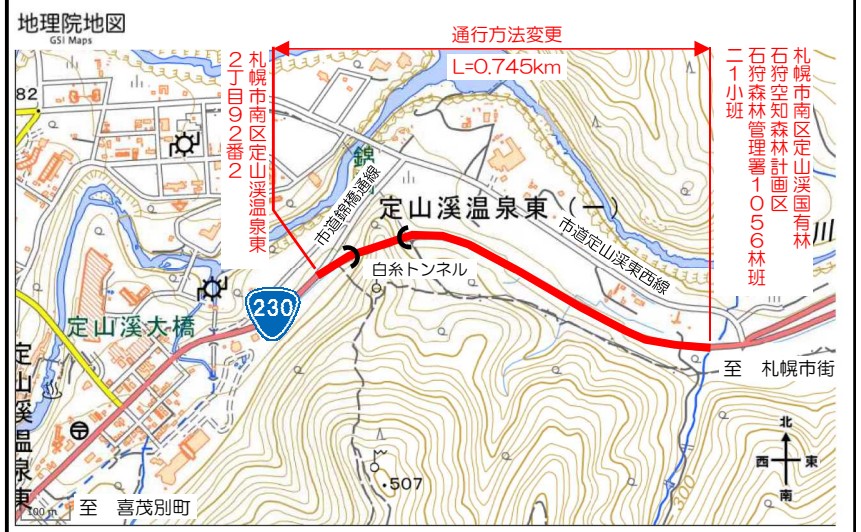 地理院地図
GSI Maps
通行方法変更
L=0.745km
札幌市南区定山渓温泉東
2丁目92番2
札幌市南区定山渓国有林
石狩空知森林計画区
石狩森林管理署1056林班
ニ1小班
82
錦
市道錦橋通線
定山渓温泉東(一)
川
市道定山渓東西線
白糸トンネル
230
定山渓大橋
定山渓温泉東
至 札幌市街
300
507
北
西 東
南
100 m
至 喜茂別町